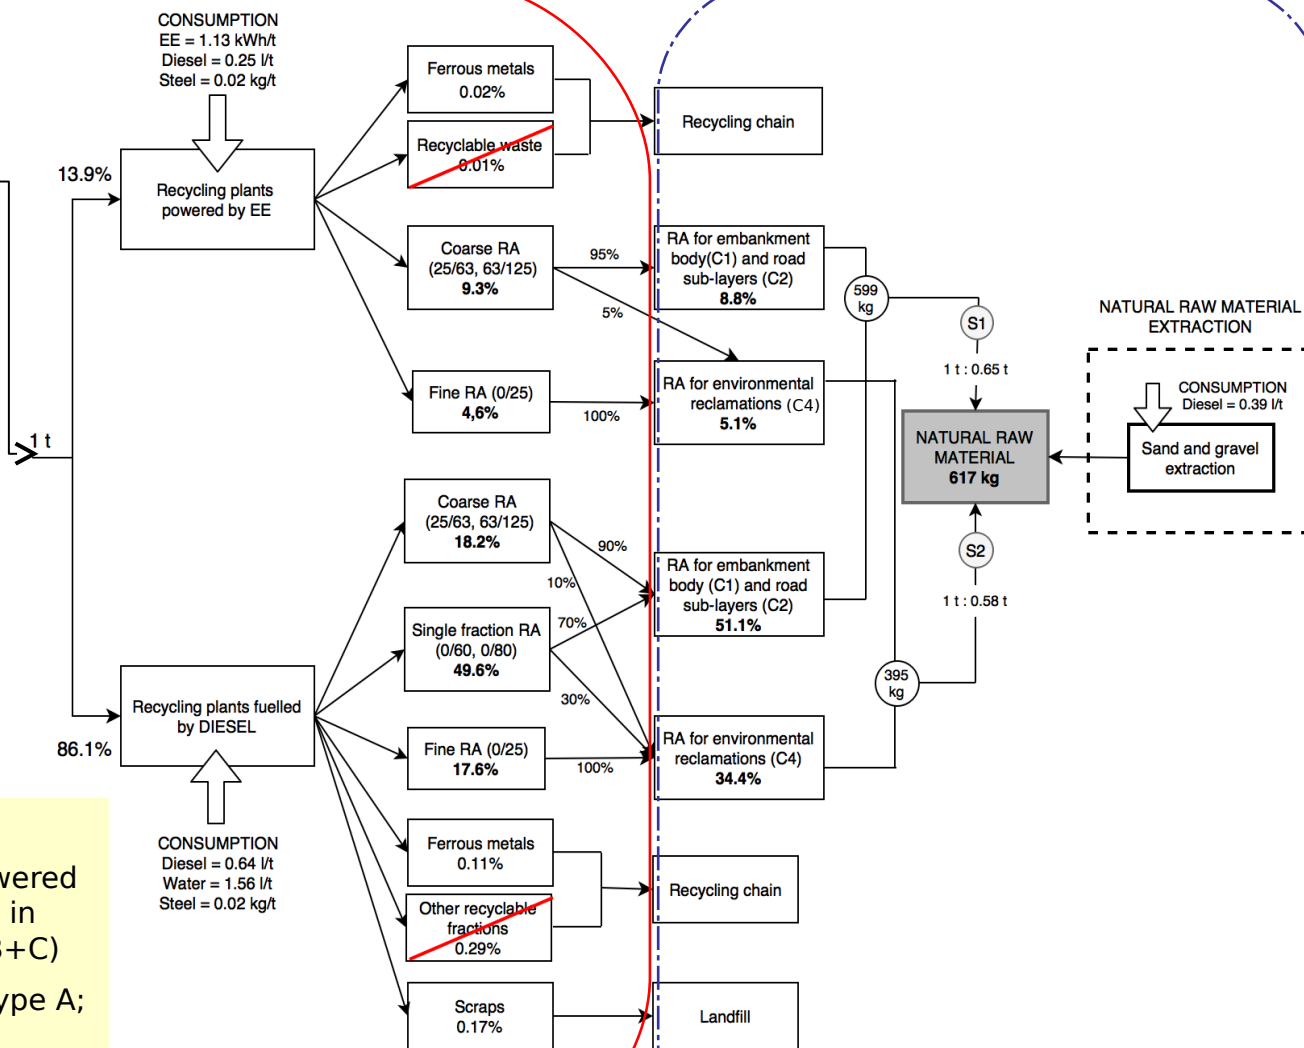 CONSUMPTION
EE = 1.13 kWh/t
Diesel = 0.25 l/t
Steel = 0.02 kg/t
13.9%
Recycling plants
powered by EE
Ferrous metals
0.02%
Recyclable waste
0.01%
Recycling chain
Coarse RA
(25/63, 63/125)
9.3%
95%
5%
RA for embankment
body(C1) and road
sub-layers (C2)
8.8%
Fine RA (0/25)
4,6%
100%
RA for environmental
reclamations (C4)
5.1%
599
kg
S1
1 t : 0.65 t
NATURAL RAW
MATERIAL
617 kg
NATURAL RAW MATERIAL
EXTRACTION
CONSUMPTION
Diesel = 0.39 l/t
Sand and gravel
extraction
1 t
Coarse RA
(25/63, 63/125)
18.2%
90%
10%
Single fraction RA
(0/60, 0/80)
49.6%
70%
30%
RA for embankment
body (C1) and road
sub-layers (C2)
51.1%
S2
1 t : 0.58 t
395
kg
Recycling plants fuelled
by DIESEL
86.1%
Fine RA (0/25)
17.6%
100%
RA for environmental
reclamations (C4)
34.4%
CONSUMPTION
Diesel = 0.64 l/t
Water = 1.56 l/t
Steel = 0.02 kg/t
Ferrous metals
0.11%
Other recyclable
fractions
0.29%
Recycling chain
Scraps
0.17%
Landfill
wered
in
+C)
ype A;